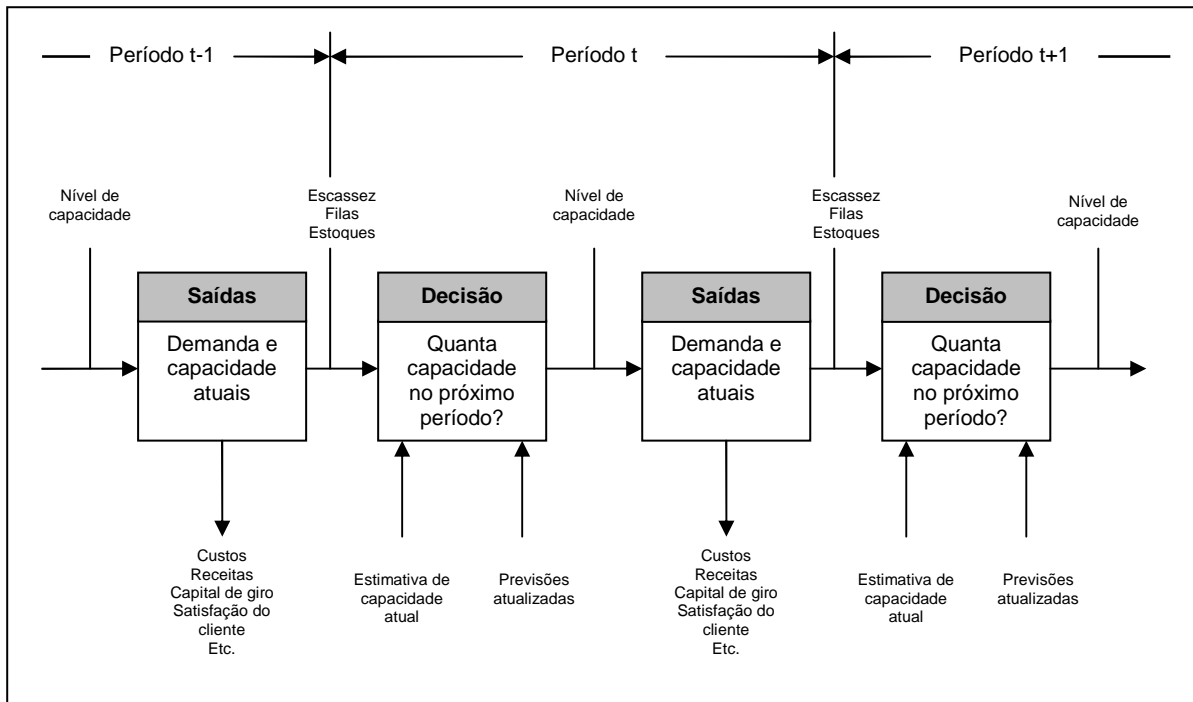 Período t-1
Período t
Período t+1
Nível de
capacidade
Escassez
Filas
Estoques
Nível de
capacidade
Escassez
Filas
Estoques
Nível de
capacidade
Saídas
Demanda e
capacidade
atuais
Decisão
Quanta
capacidade
no próximo
período?
Saídas
Demanda e
capacidade
atuais
Decisão
Quanta
capacidade
no próximo
período?
Custos
Receitas
Capital de giro
Satisfação do
cliente
Etc.
Estimativa de
capacidade
atual
Previsões
atualizadas
Custos
Receitas
Capital de giro
Satisfação do
cliente
Etc.
Estimativa de
capacidade
atual
Previsões
atualizadas